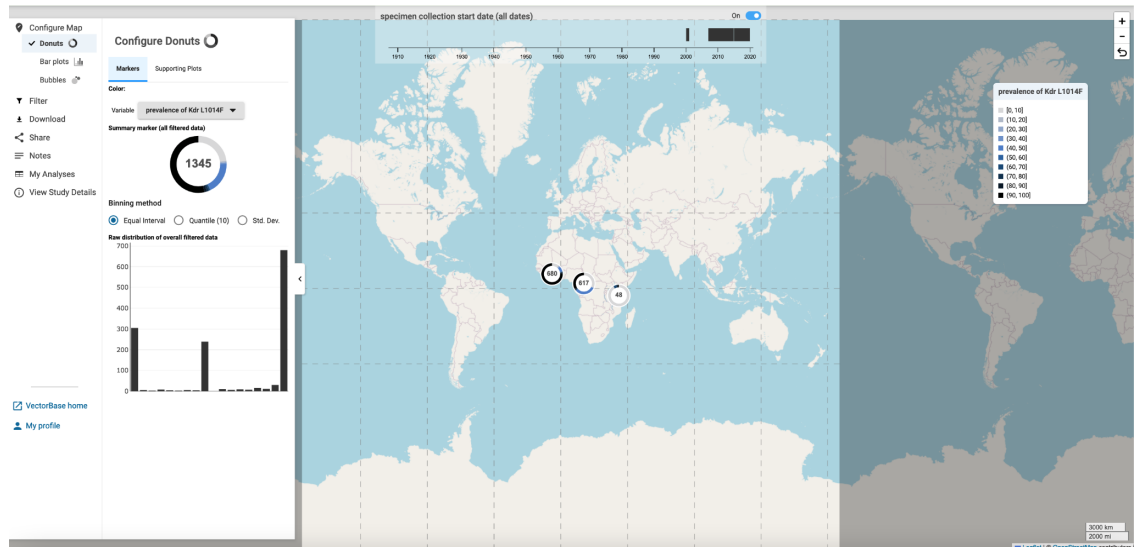 Configure Map
Donuts
Bar plots
Bubbles
Filter
Download
Share
Notes
My Analyses
View Study Details
VectorBase home
My profile
Configure Donuts
Markers Supporting Plots
Color:
Variable prevalence of Kdr L1014F
Summary marker (all filtered data)
1345
Binning method
Equal Interval Quantile (10) Std. Dev.
Raw distribution of overall filtered data
700
600
500
400
300
200
100
0
specimen collection start date (all dates) On
1910 1920 1930 1940 1950 1960 1970 1980 1990 2000 2010 2020
680
617
48
+
-
prevalence of Kdr L1014F
[0, 10]
(10, 20]
(20, 30]
(30, 40]
(40, 50]
(50, 60]
(60, 70]
(70, 80]
(80, 90]
(90, 100]
3000 km
2000 mi